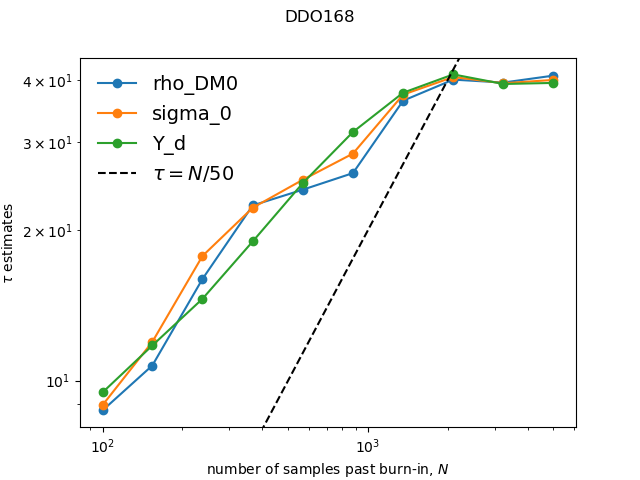 DDO168
rho_DM0
sigma_0
Y_d
τ = N/50
4 × 10¹
3 × 10¹
2 × 10¹
10¹
τ estimates
10²
10³
number of samples past burn-in, N